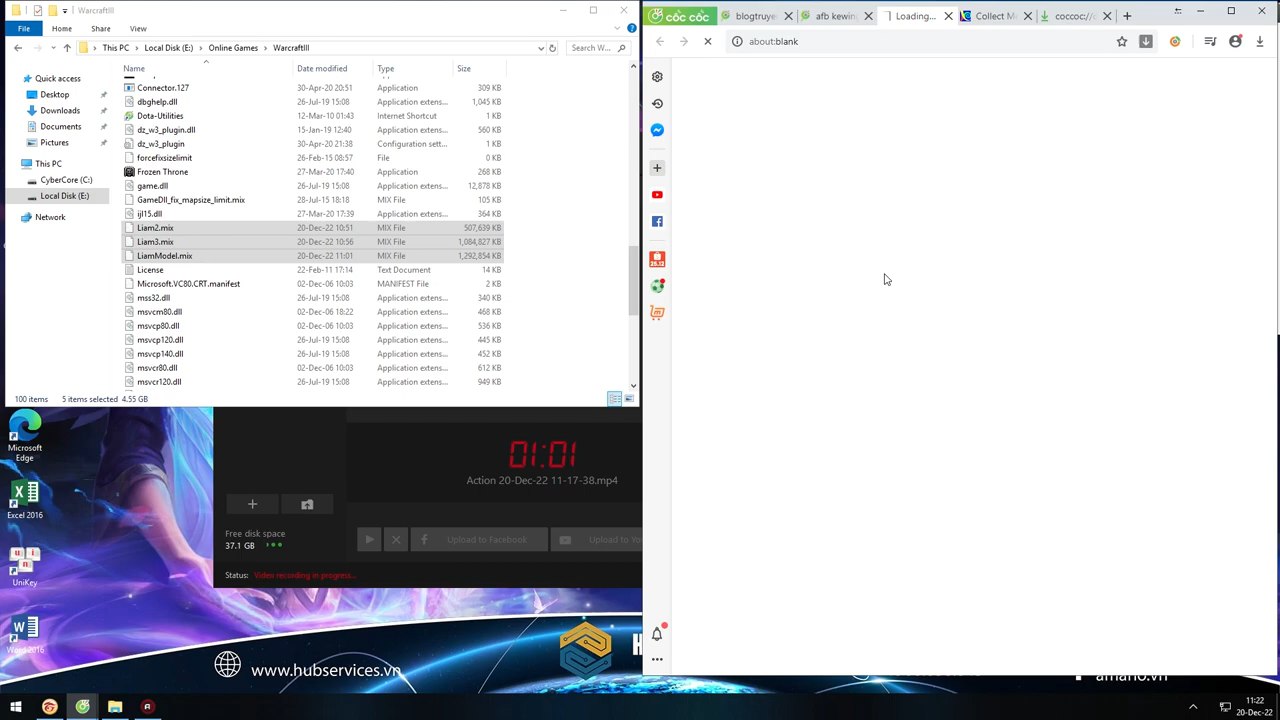 WarcraftIII
File Home Share View
This PC Local Disk (E:) Online Games WarcraftIII Search W...
Name Date modified Type Size
Connector.127 30-Apr-20 20:51 Application 309 KB
dbghelp.dll 26-Jul-19 15:08 Application extens... 1,045 KB
Dota-Utilities 12-Mar-10 01:43 Internet Shortcut 1 KB
dz_w3_plugin.dll 15-Jan-19 12:40 Application extens... 560 KB
dz_w3_plugin 30-Apr-20 21:38 Configuration sett... 1 KB
forcefixsizelimit 26-Feb-15 08:57 File 0 KB
Frozen Throne 27-Mar-20 17:40 Application 268 KB
game.dll 26-Jul-19 15:08 Application extens... 12,878 KB
GameDll_fix_mapsize_limit.mix 28-Jul-15 18:18 MIX File 105 KB
ijl15.dll 27-Mar-20 17:39 Application extens... 364 KB
Liam2.mix 20-Dec-22 10:51 MIX File 507,639 KB
Liam3.mix 20-Dec-22 10:56 MIX File 1,084,827 KB
LiamModel.mix 20-Dec-22 11:01 MIX File 1,292,854 KB
License 22-Feb-11 17:14 Text Document 14 KB
Microsoft.VC80.CRT.manifest 02-Dec-06 10:03 MANIFEST File 2 KB
mss32.dll 26-Jul-19 15:08 Application extens... 340 KB
msvcm80.dll 02-Dec-06 18:22 Application extens... 468 KB
msvcp80.dll 02-Dec-06 10:03 Application extens... 536 KB
msvcp120.dll 26-Jul-19 15:08 Application extens... 445 KB
msvcp140.dll 26-Jul-19 15:08 Application extens... 452 KB
msvcr80.dll 02-Dec-06 10:03 Application extens... 612 KB
msvcr120.dll 26-Jul-19 15:08 Application extens... 949 KB
Quick access
Desktop
Downloads
Documents
Pictures
This PC
CyberCore (C:)
Local Disk (E:)
Network
100 items 5 items selected 4.55 GB
CỐC CỐC blogtruye afb kewing Loading... Collect Me coccoc://d
about:blank
Microsoft
Edge
Excel 2016
UniKey
Word 2016
01:01
Action 20-Dec-22 11-17-38.mp4
Free disk space
37.1 GB
Upload to Facebook Upload to Yo
Status: Video recording in progress...
www.hubservices.vn
H
amano.vn
11:22
20-Dec-22